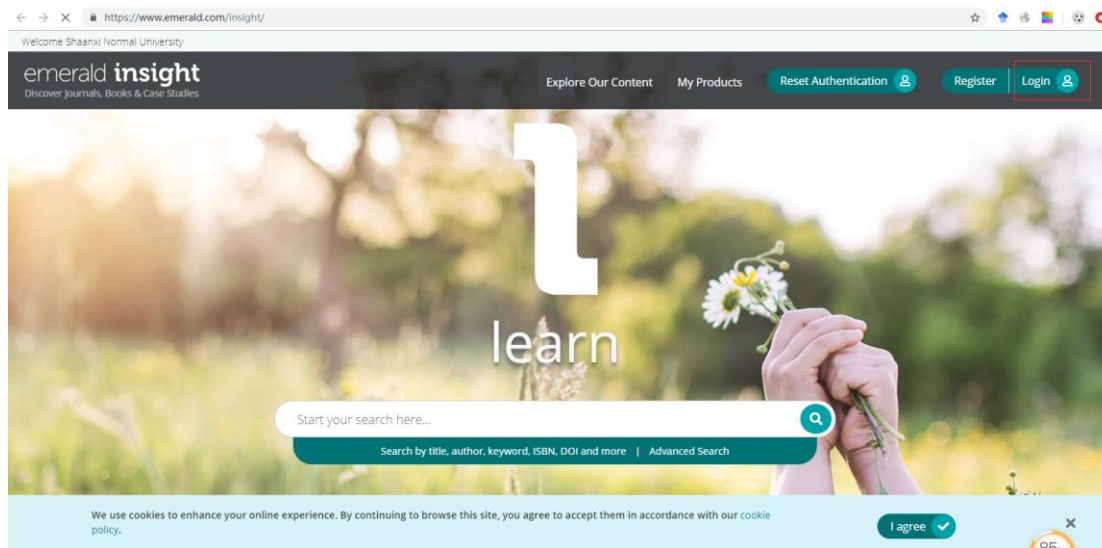 https://www.emerald.com/insight/
Welcome Shaanxi Normal University
emerald insight
Discover Journals, Books & Case Studies
Explore Our Content
My Products
Reset Authentication
Register
Login
l
learn
Start your search here...
Search by title, author, keyword, ISBN, DOI and more | Advanced Search
We use cookies to enhance your online experience. By continuing to browse this site, you agree to accept them in accordance with our cookie
policy.
I agree